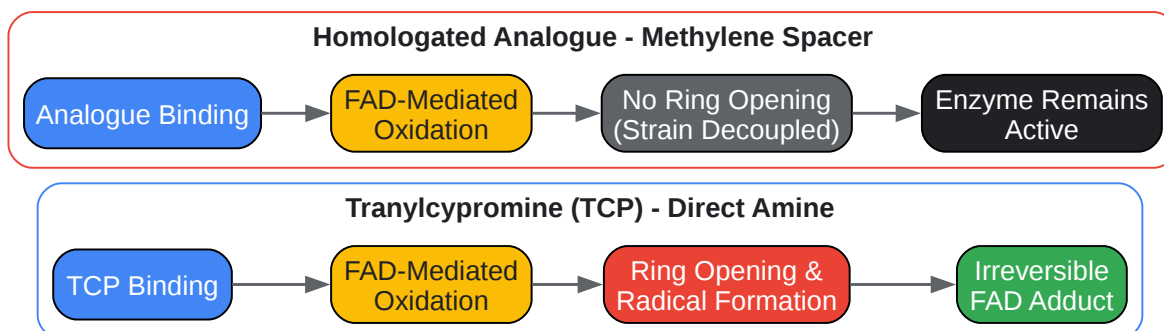 Homologated Analogue - Methylene Spacer
Analogue Binding
FAD-Mediated
Oxidation
No Ring Opening
(Strain Decoupled)
Enzyme Remains
Active
Tranylcypromine (TCP) - Direct Amine
TCP Binding
FAD-Mediated
Oxidation
Ring Opening &
Radical Formation
Irreversible
FAD Adduct